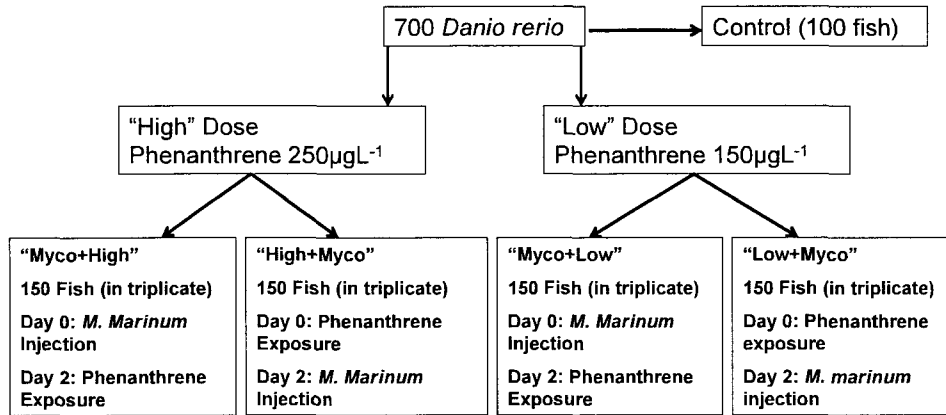 700 Danio rerio
Control (100 fish)
“High” Dose
Phenanthrene 250µgL⁻¹
“Low” Dose
Phenanthrene 150µgL⁻¹
“Myco+High”
150 Fish (in triplicate)
Day 0: M. Marinum
Injection
Day 2: Phenanthrene
Exposure
“High+Myco”
150 Fish (in triplicate)
Day 0: Phenanthrene
Exposure
Day 2: M. Marinum
Injection
“Myco+Low”
150 Fish (in triplicate)
Day 0: M. Marinum
Injection
Day 2: Phenanthrene
Exposure
“Low+Myco”
150 Fish (in triplicate)
Day 0: Phenanthrene
exposure
Day 2: M. marinum
injection